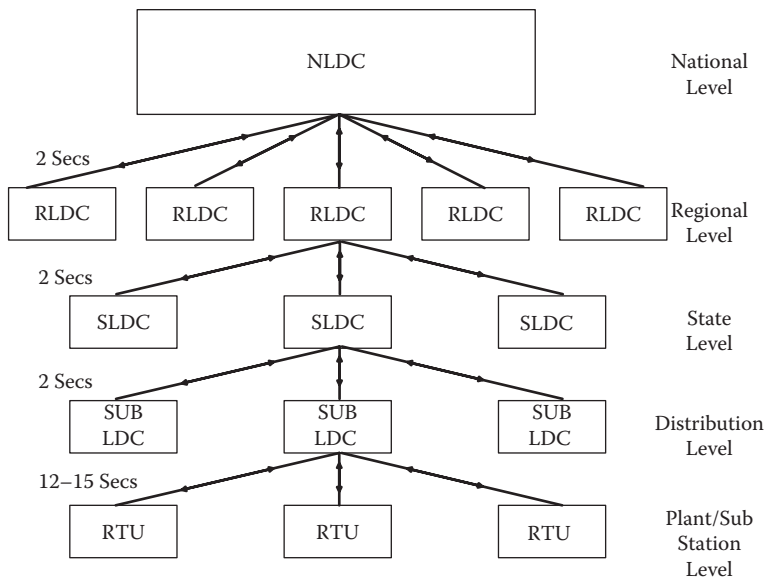 NLDC
National
Level
2 Secs
RLDC RLDC RLDC RLDC RLDC
Regional
Level
2 Secs
SLDC SLDC SLDC
State
Level
2 Secs
SUB
LDC
SUB
LDC
SUB
LDC
Distribution
Level
12–15 Secs
RTU RTU RTU
Plant/Sub
Station
Level